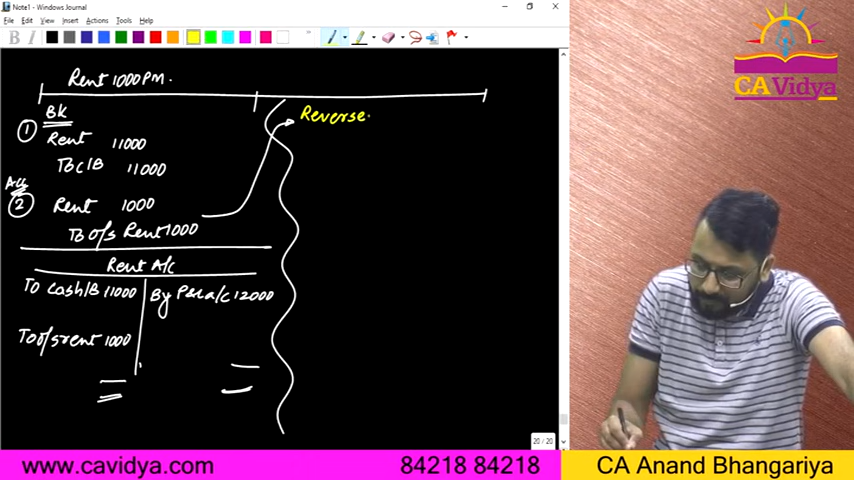 Note1 - Windows Journal
File Edit View Insert Actions Tools Help
B I
Rent 1000 PM.
Bk
① Rent 11000
To C/B 11000
② Rent 1000
To O/s Rent 1000
Reverse.
Rent A/c
To Cash/B 11000
To O/s rent 1000
By P&L a/c 12000
20 / 20
CA Vidya
www.cavidya.com
84218 84218
CA Anand Bhangariya